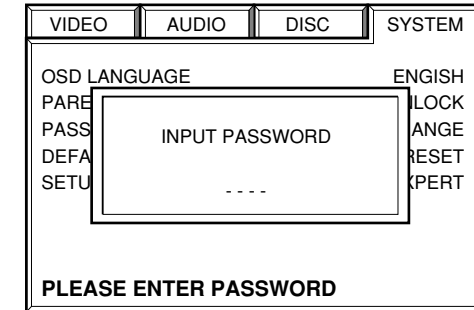 VIDEO AUDIO DISC SYSTEM
OSD LANGUAGE ENGISH
PARE NLOCK
PASS ANGE
DEFA RESET
SETU XPERT
INPUT PASSWORD
- - - -
PLEASE ENTER PASSWORD